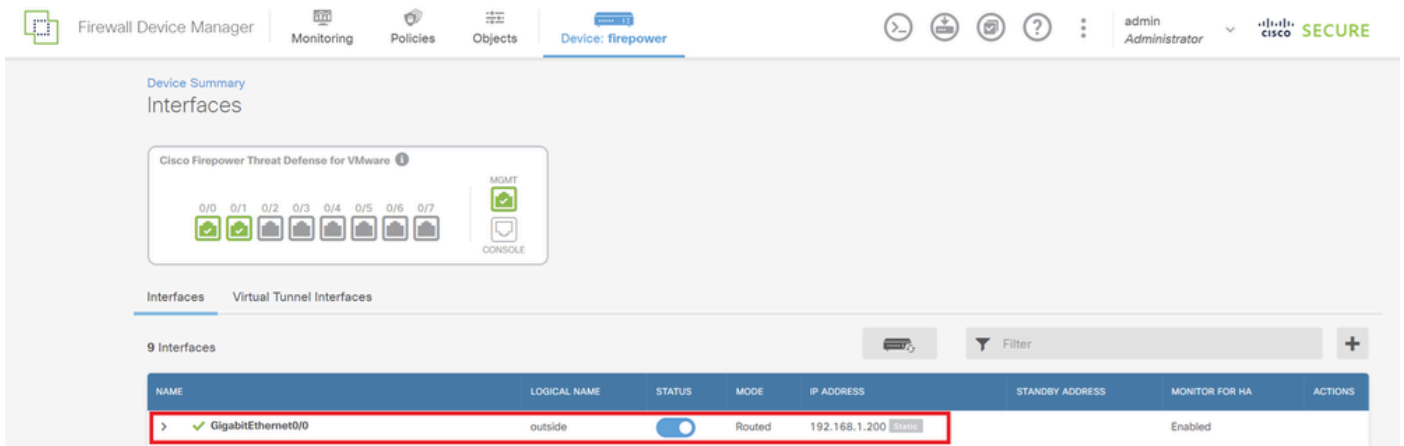 Firewall Device Manager
Monitoring
Policies
Objects
Device: firepower
>_
?
admin
Administrator
cisco SECURE
Device Summary
Interfaces
Cisco Firepower Threat Defense for VMware i
MGMT
0/0 0/1 0/2 0/3 0/4 0/5 0/6 0/7
CONSOLE
Interfaces Virtual Tunnel Interfaces
9 Interfaces
Filter
+
NAME LOGICAL NAME STATUS MODE IP ADDRESS STANDBY ADDRESS MONITOR FOR HA ACTIONS
> GigabitEthernet0/0 outside Routed 192.168.1.200 Static Enabled